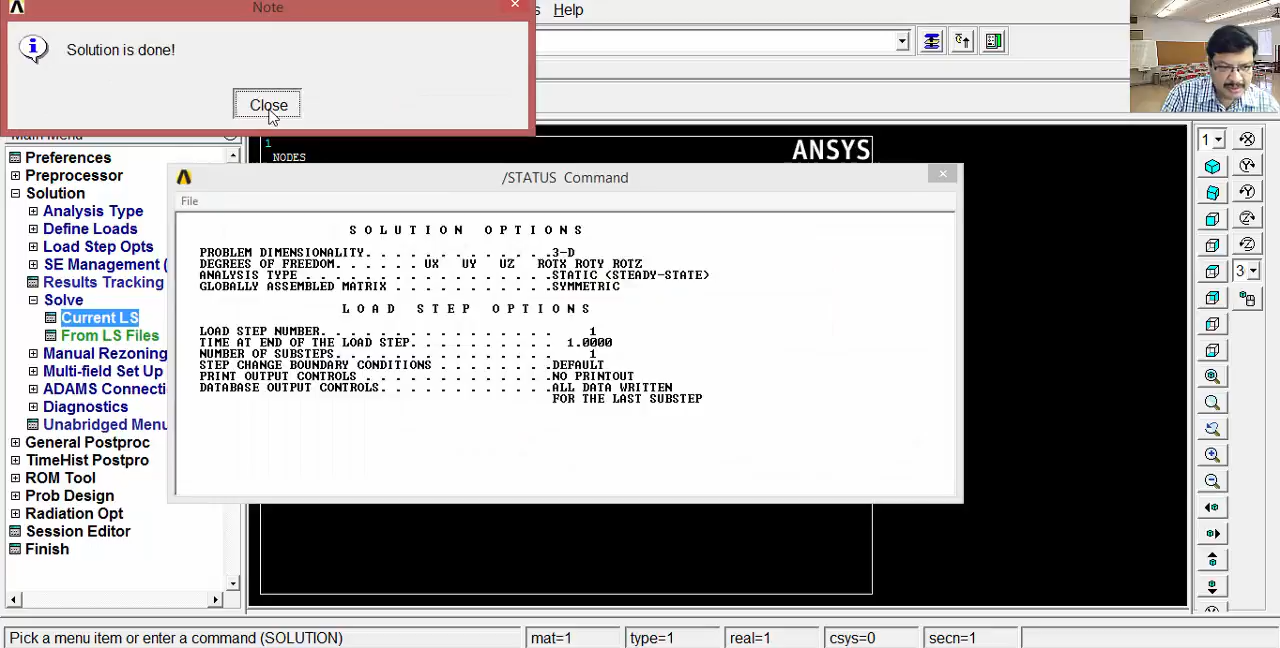 Note
Solution is done!
Close
Help
Main Menu
Preferences
Preprocessor
Solution
Analysis Type
Define Loads
Load Step Opts
SE Management (
Results Tracking
Solve
Current LS
From LS Files
Manual Rezoning
Multi-field Set Up
ADAMS Connecti
Diagnostics
Unabridged Menu
General Postproc
TimeHist Postpro
ROM Tool
Prob Design
Radiation Opt
Session Editor
Finish
1
NODES
ANSYS
/STATUS Command
File
S O L U T I O N   O P T I O N S
PROBLEM DIMENSIONALITY. . . . . . . . . . . . .3-D
DEGREES OF FREEDOM. . . . . . UX   UY   UZ   ROTX ROTY ROTZ
ANALYSIS TYPE . . . . . . . . . . . . . . . . .STATIC (STEADY-STATE)
GLOBALLY ASSEMBLED MATRIX . . . . . . . . . . .SYMMETRIC
L O A D   S T E P   O P T I O N S
LOAD STEP NUMBER. . . . . . . . . . . . . . . .     1
TIME AT END OF THE LOAD STEP. . . . . . . . . .  1.0000
NUMBER OF SUBSTEPS. . . . . . . . . . . . . . .     1
STEP CHANGE BOUNDARY CONDITIONS . . . . . . . .DEFAULT
PRINT OUTPUT CONTROLS . . . . . . . . . . . . .NO PRINTOUT
DATABASE OUTPUT CONTROLS. . . . . . . . . . . .ALL DATA WRITTEN
FOR THE LAST SUBSTEP
1
3
Pick a menu item or enter a command (SOLUTION)
mat=1
type=1
real=1
csys=0
secn=1